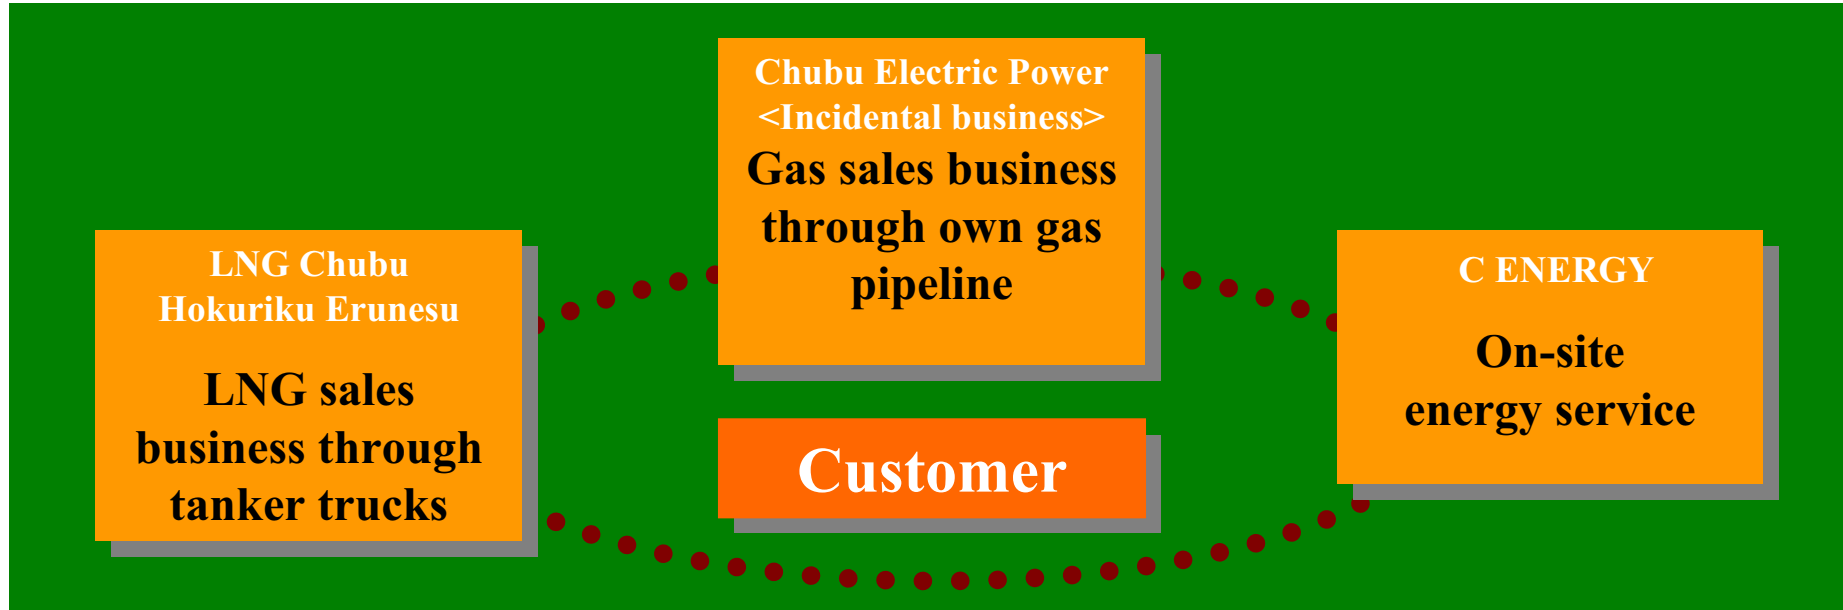 Chubu Electric Power
<Incidental business>
Gas sales business
through own gas
pipeline
LNG Chubu
Hokuriku Erunesu
LNG sales
business through
tanker trucks
C ENERGY
On-site
energy service
Customer